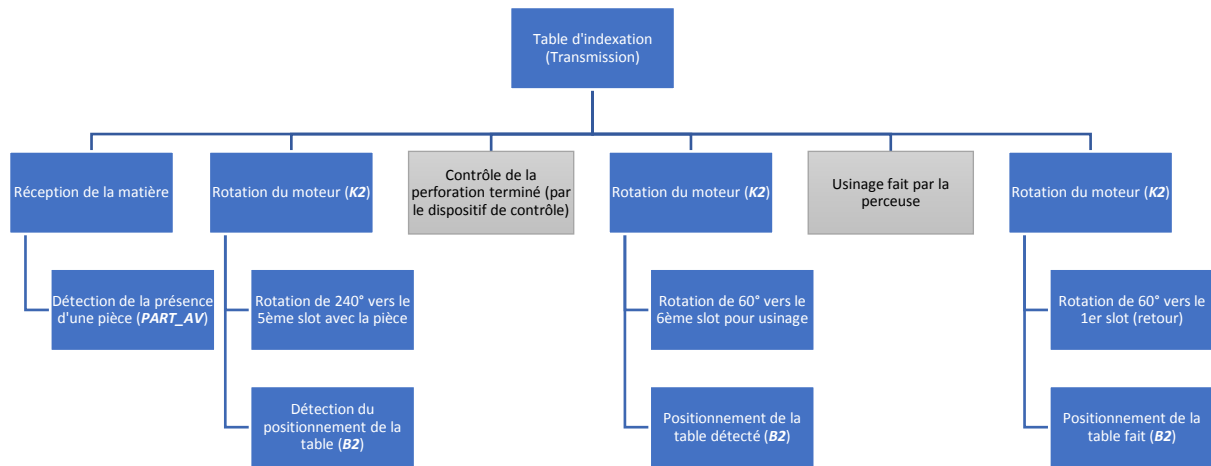 Table d'indexation
(Transmission)
Réception de la matière
Rotation du moteur (K2)
Contrôle de la
perforation terminé (par
le dispositif de contrôle)
Rotation du moteur (K2)
Usinage fait par la
perceuse
Rotation du moteur (K2)
Détection de la présence
d'une pièce (PART_AV)
Rotation de 240° vers le
5ème slot avec la pièce
Rotation de 60° vers le
6ème slot pour usinage
Rotation de 60° vers le
1er slot (retour)
Détection du
positionnement de la
table (B2)
Positionnement de la
table détecté (B2)
Positionnement de la
table fait (B2)